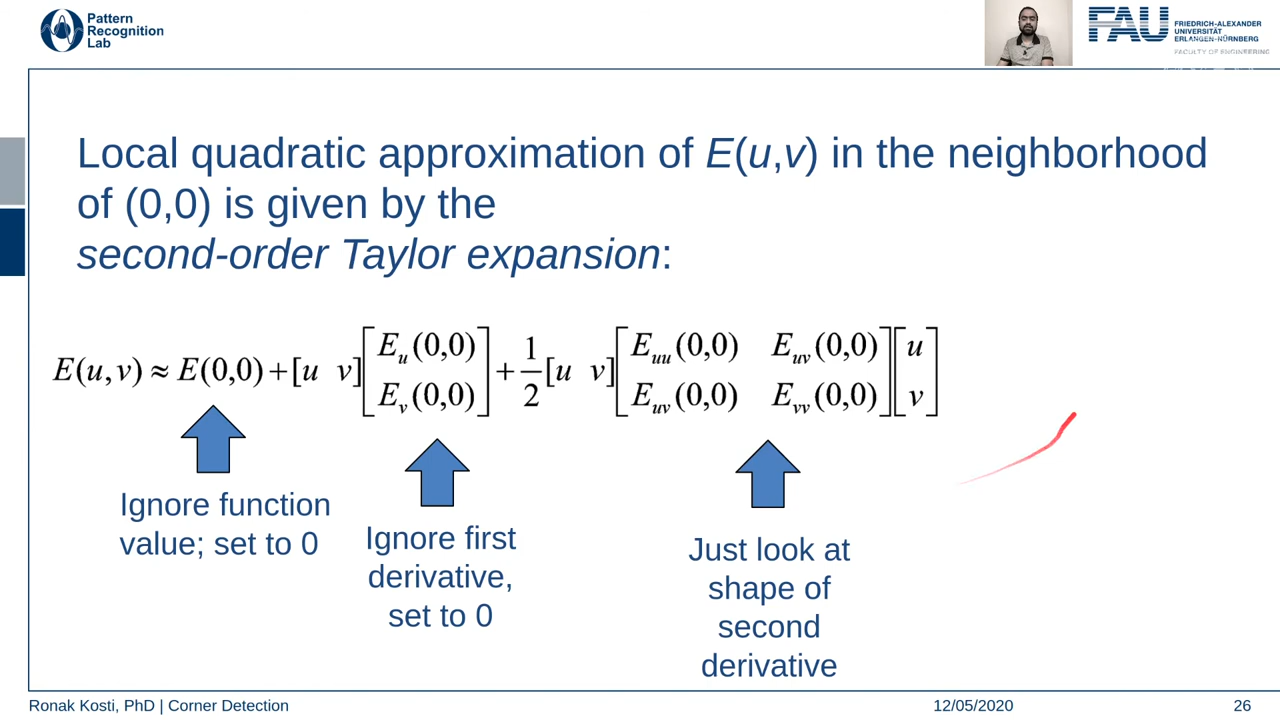 Pattern
Recognition
Lab
FAU
FRIEDRICH-ALEXANDER
UNIVERSITÄT
ERLANGEN-NÜRNBERG
FACULTY OF ENGINEERING
Local quadratic approximation of E(u,v) in the neighborhood
of (0,0) is given by the
second-order Taylor expansion:
E(u,v) ≈ E(0,0) + [u v] [E_u(0,0) E_v(0,0)] + 1/2 [u v] [E_uu(0,0) E_uv(0,0) E_uv(0,0) E_vv(0,0)] [u v]
Ignore function
value; set to 0
Ignore first
derivative,
set to 0
Just look at
shape of
second
derivative
Ronak Kosti, PhD | Corner Detection
12/05/2020
26